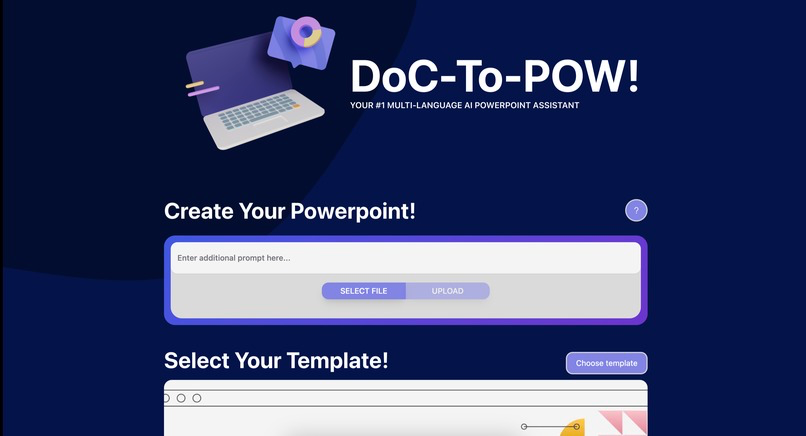 DoC-To-POW!
YOUR #1 MULTI-LANGUAGE AI POWERPOINT ASSISTANT
Create Your Powerpoint!
?
Enter additional prompt here...
SELECT FILE
UPLOAD
Select Your Template!
Choose template